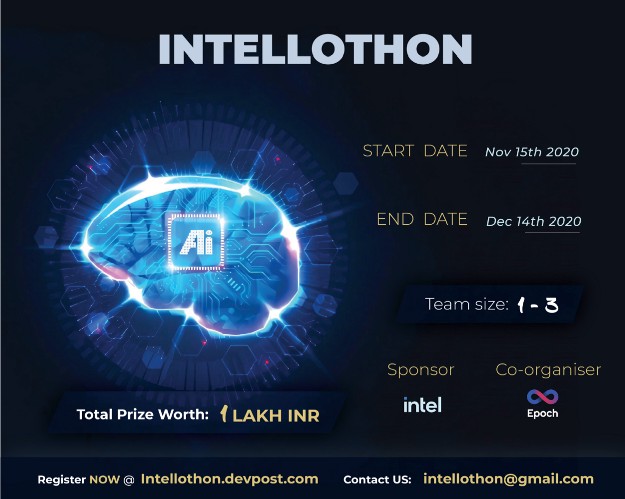 INTELLOTHON
START DATE Nov 15th 2020
END DATE Dec 14th 2020
Ai
Team size: 1 - 3
Sponsor Co-organiser
intel Epoch
Total Prize Worth: 1 LAKH INR
Register NOW @ Intellothon.devpost.com Contact US: intellothon@gmail.com